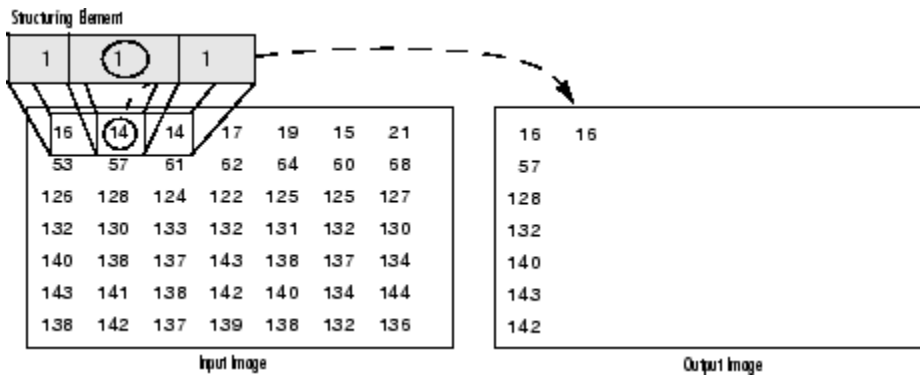 Structuring Element
1 1 1
16 14 14 17 19 15 21
53 57 61 62 64 60 68
126 128 124 122 125 125 127
132 130 133 132 131 132 130
140 138 137 143 138 137 134
143 141 138 142 140 134 144
138 142 137 139 138 132 136
Input Image
16 16
57
128
132
140
143
142
Output Image